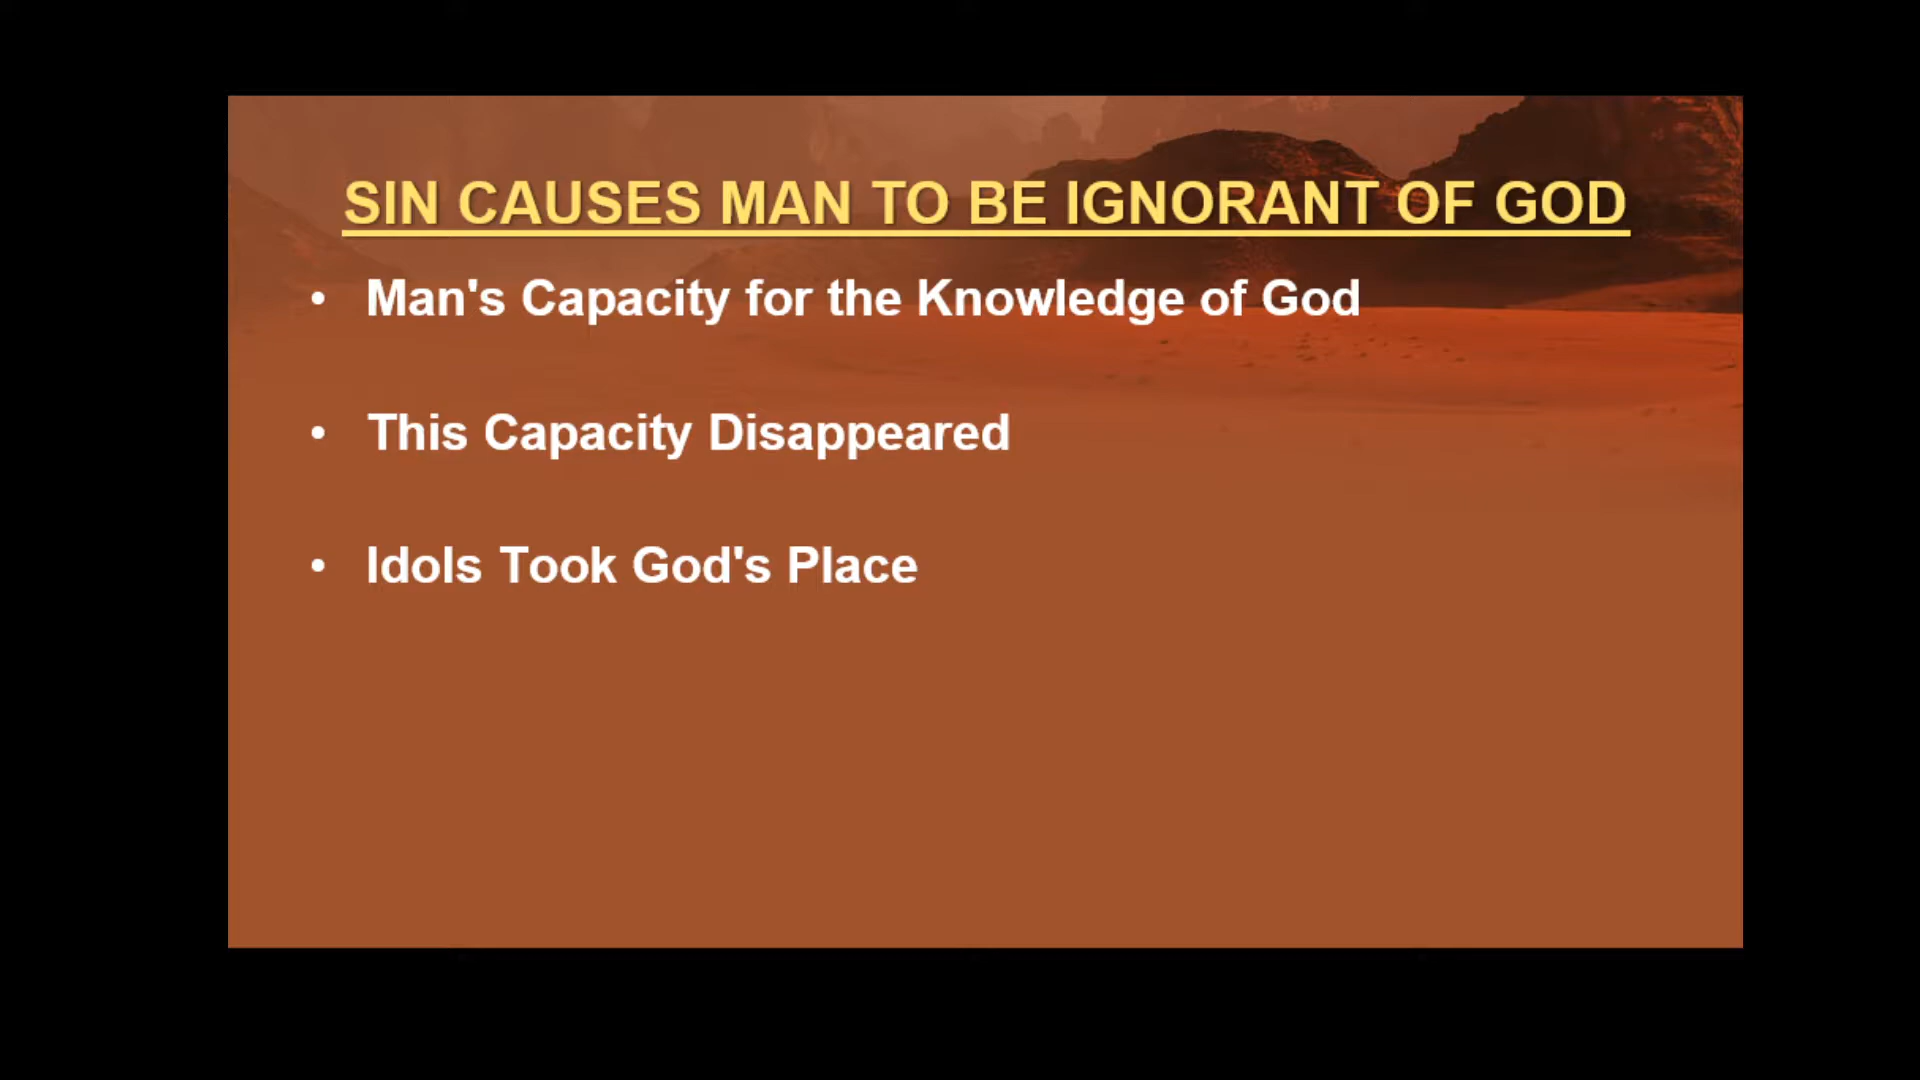 SIN CAUSES MAN TO BE IGNORANT OF GOD
• Man's Capacity for the Knowledge of God
• This Capacity Disappeared
• Idols Took God's Place